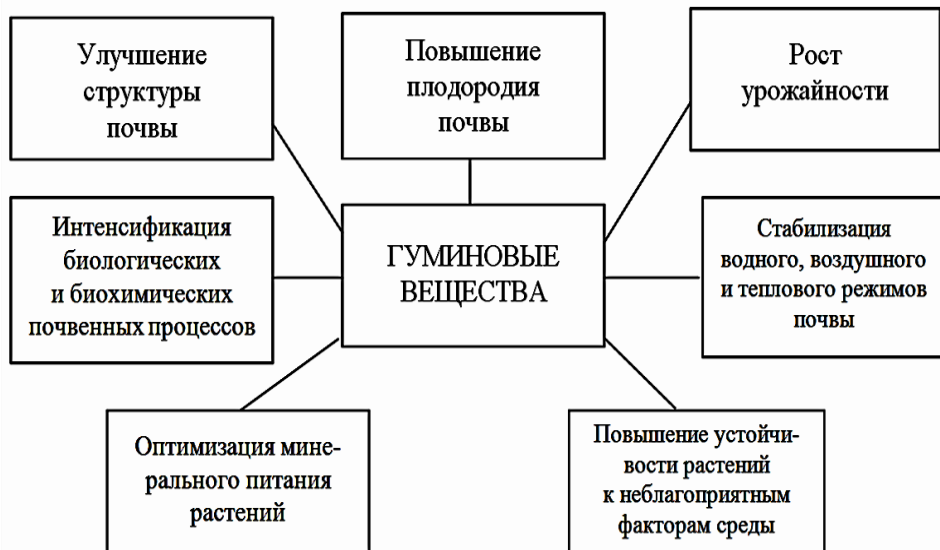 Улучшение
структуры
почвы
Повышение
плодородия
почвы
Рост
урожайности
Интенсификация
биологических
и биохимических
почвенных процессов
ГУМИНОВЫЕ
ВЕЩЕСТВА
Стабилизация
водного, воздушного
и теплового режимов
почвы
Оптимизация мине-
рального питания
растений
Повышение устойчи-
вости растений
к неблагоприятным
факторам среды